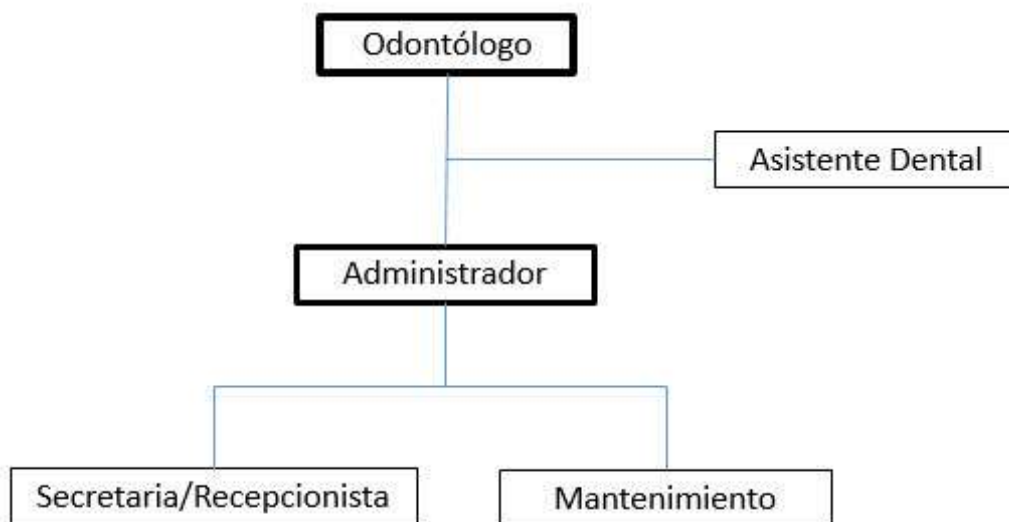 Odontólogo
Asistente Dental
Administrador
Secretaria/Recepcionista
Mantenimiento